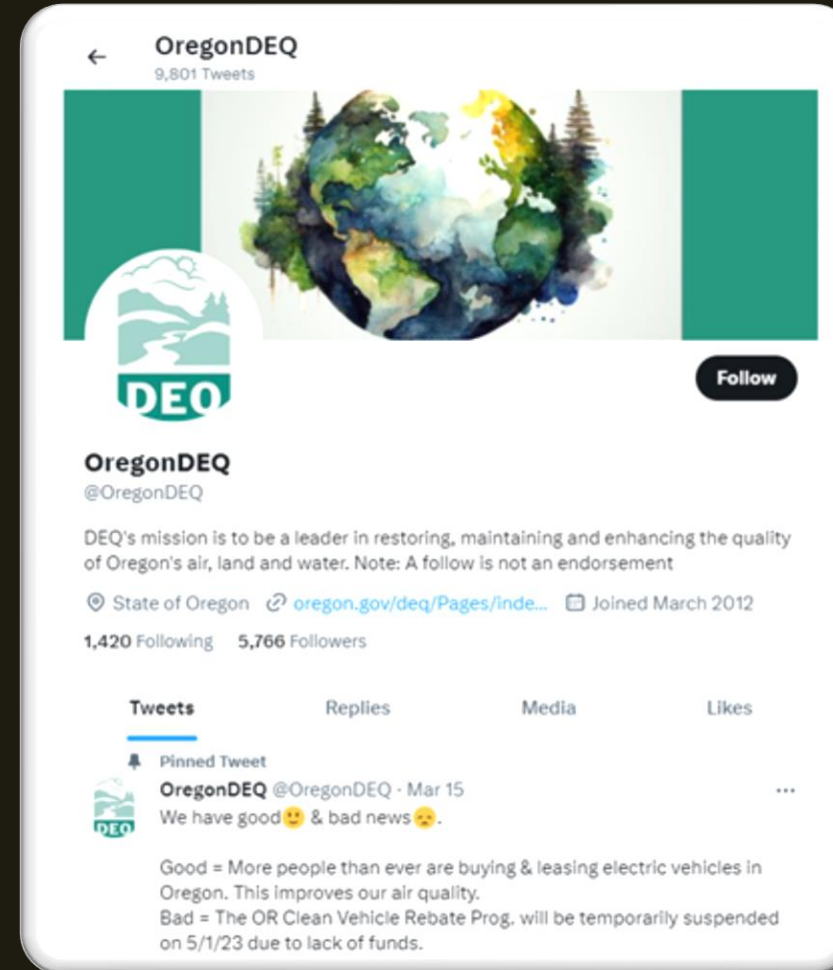 OregonDEQ
9,801 Tweets
DEQ
Follow
OregonDEQ
@OregonDEQ
DEQ's mission is to be a leader in restoring, maintaining and enhancing the quality
of Oregon's air, land and water. Note: A follow is not an endorsement
State of Oregon oregon.gov/deq/Pages/inde... Joined March 2012
1,420 Following 5,766 Followers
Tweets Replies Media Likes
Pinned Tweet
OregonDEQ @OregonDEQ · Mar 15
DEQ
We have good🙂 & bad news😞.
Good = More people than ever are buying & leasing electric vehicles in
Oregon. This improves our air quality.
Bad = The OR Clean Vehicle Rebate Prog. will be temporarily suspended
on 5/1/23 due to lack of funds.